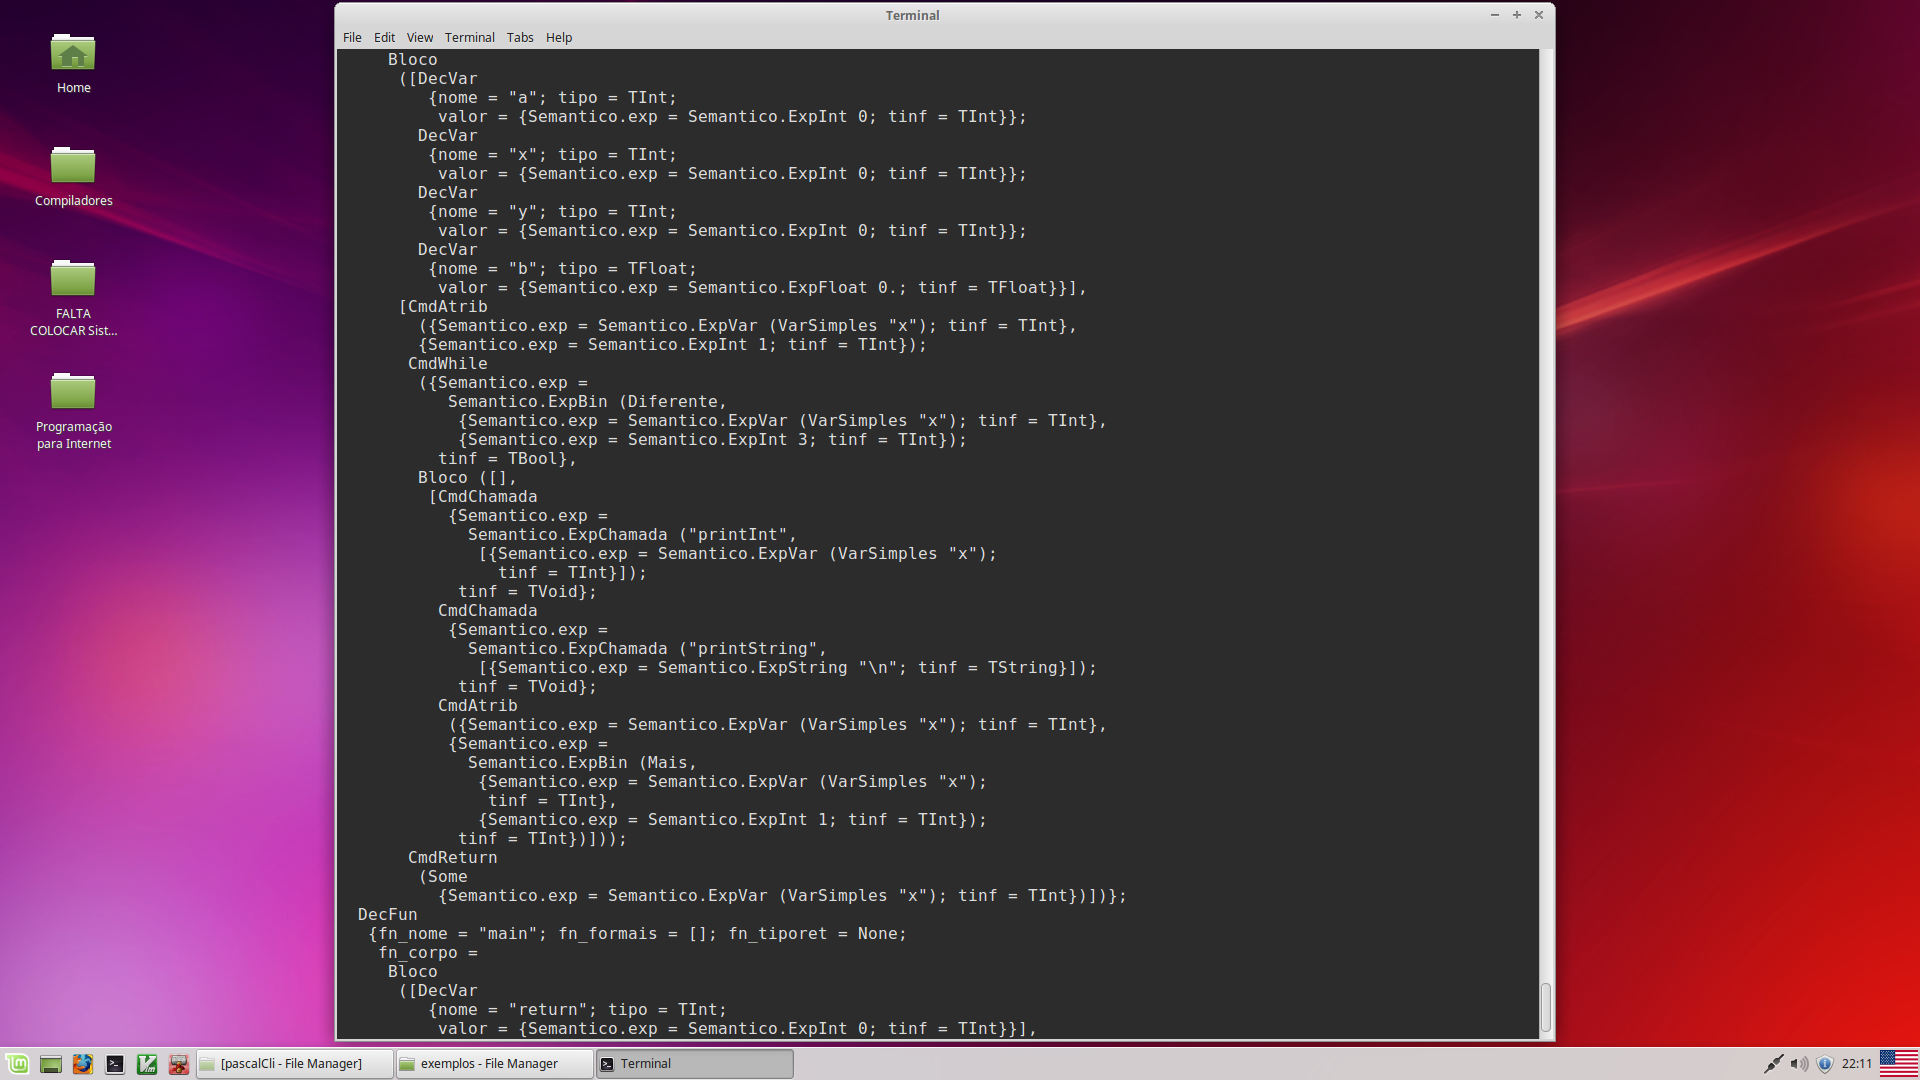 Terminal
File Edit View Terminal Tabs Help
Home
Compiladores
FALTA
COLOCAR Sist...
Programação
para Internet
Bloco
([DecVar
{nome = "a"; tipo = TInt;
valor = {Semantico.exp = Semantico.ExpInt 0; tinf = TInt}};
DecVar
{nome = "x"; tipo = TInt;
valor = {Semantico.exp = Semantico.ExpInt 0; tinf = TInt}};
DecVar
{nome = "y"; tipo = TInt;
valor = {Semantico.exp = Semantico.ExpInt 0; tinf = TInt}};
DecVar
{nome = "b"; tipo = TFloat;
valor = {Semantico.exp = Semantico.ExpFloat 0.; tinf = TFloat}}],
[CmdAtrib
({Semantico.exp = Semantico.ExpVar (VarSimples "x"); tinf = TInt},
{Semantico.exp = Semantico.ExpInt 1; tinf = TInt});
CmdWhile
({Semantico.exp =
Semantico.ExpBin (Diferente,
{Semantico.exp = Semantico.ExpVar (VarSimples "x"); tinf = TInt},
{Semantico.exp = Semantico.ExpInt 3; tinf = TInt});
tinf = TBool},
Bloco ([],
[CmdChamada
{Semantico.exp =
Semantico.ExpChamada ("printInt",
[{Semantico.exp = Semantico.ExpVar (VarSimples "x");
tinf = TInt}]);
tinf = TVoid};
CmdChamada
{Semantico.exp =
Semantico.ExpChamada ("printString",
[{Semantico.exp = Semantico.ExpString "\n"; tinf = TString}]);
tinf = TVoid};
CmdAtrib
({Semantico.exp = Semantico.ExpVar (VarSimples "x"); tinf = TInt},
{Semantico.exp =
Semantico.ExpBin (Mais,
{Semantico.exp = Semantico.ExpVar (VarSimples "x");
tinf = TInt},
{Semantico.exp = Semantico.ExpInt 1; tinf = TInt});
tinf = TInt})]));
CmdReturn
(Some
{Semantico.exp = Semantico.ExpVar (VarSimples "x"); tinf = TInt})])};
DecFun
{fn_nome = "main"; fn_formais = []; fn_tiporet = None;
fn_corpo =
Bloco
([DecVar
{nome = "return"; tipo = TInt;
valor = {Semantico.exp = Semantico.ExpInt 0; tinf = TInt}}],
[pascalCli - File Manager]
exemplos - File Manager
Terminal
22:11